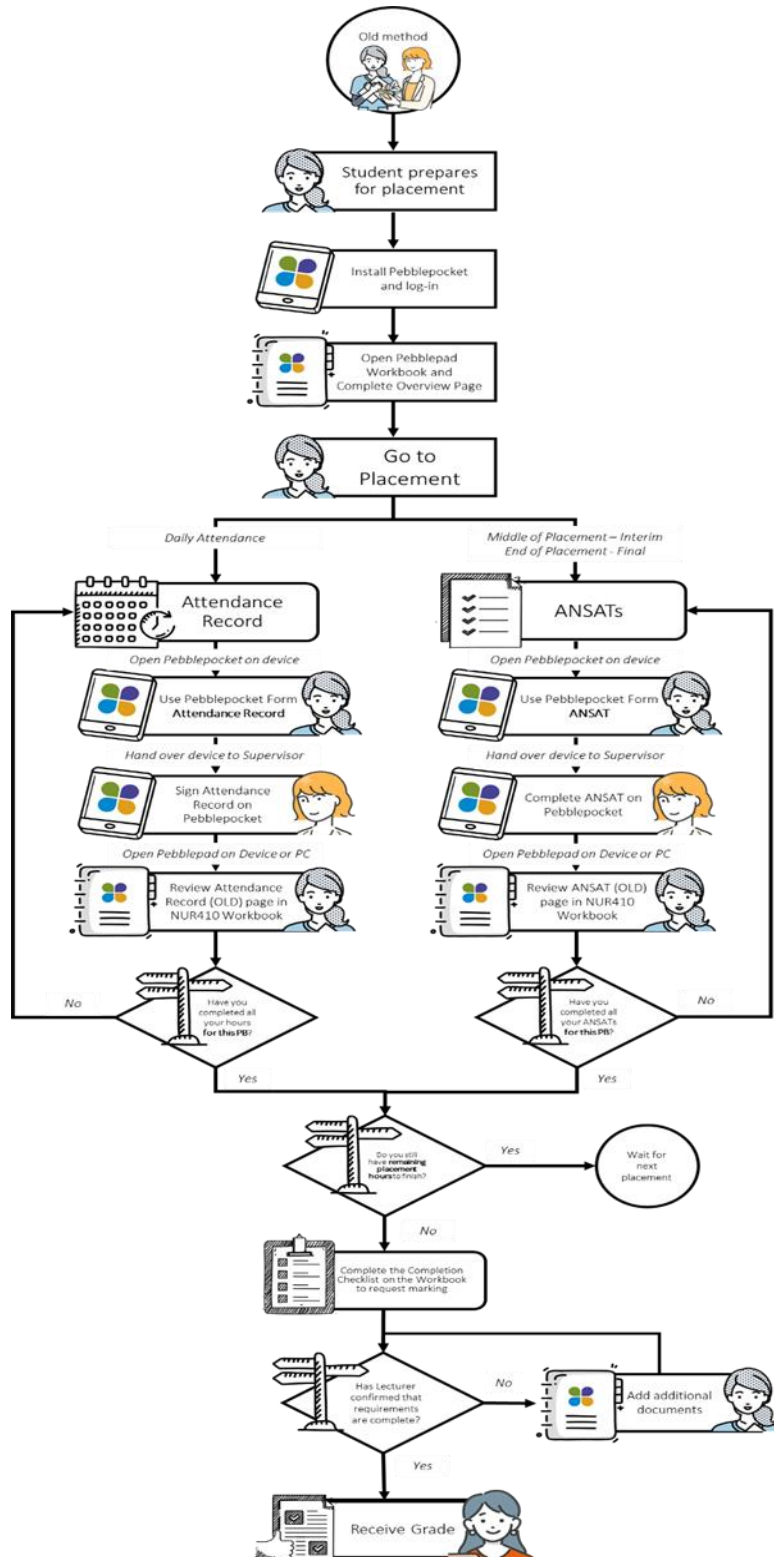 Old method
Student prepares
for placement
Install Pebblepocket
and log-in
Open Pebblepad
Workbook and
Complete Overview Page
Go to
Placement
Daily Attendance
Attendance
Record
Open Pebblepocket on device
Use Pebblepocket Form
Attendance Record
Hand over device to Supervisor
Sign Attendance
Record on
Pebblepocket
Open Pebblepad on Device or PC
Review Attendance
Record (OLD) page in
NUR410 Workbook
Have you
completed all
your hours
for this PB?
No
Yes
Middle of Placement – Interim
End of Placement - Final
ANSATs
Open Pebblepocket on device
Use Pebblepocket Form
ANSAT
Hand over device to Supervisor
Complete ANSAT on
Pebblepocket
Open Pebblepad on Device or PC
Review ANSAT (OLD)
page in NUR410
Workbook
Have you
completed all
your ANSATs
for this PB?
No
Yes
Do you still
have remaining
placement
hours to finish?
Yes
Wait for
next
placement
No
Complete the Completion
Checklist on the Workbook
to request marking
Has Lecturer
confirmed that
requirements
are complete?
No
Add additional
documents
Yes
Receive Grade